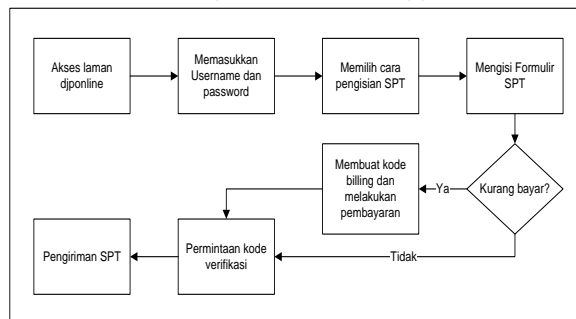 Akses laman
djponline
Memasukkan
Username dan
password
Memilih cara
pengisian SPT
Mengisi Formulir
SPT
Kurang bayar?
Ya
Membuat kode
billing dan
melakukan
pembayaran
Tidak
Permintaan kode
verifikasi
Pengiriman SPT